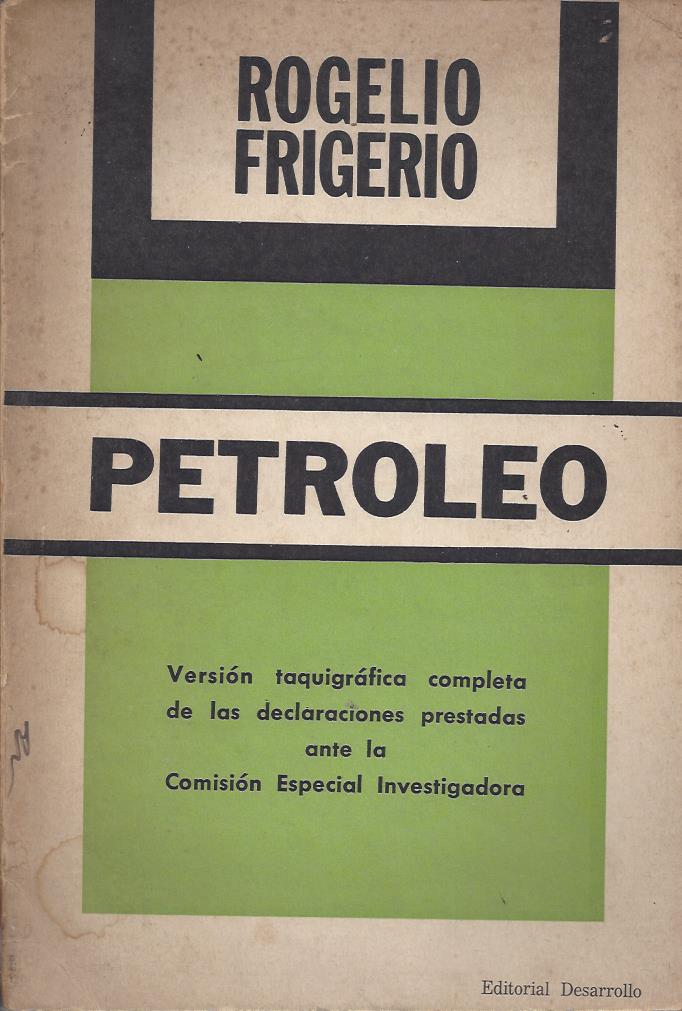 ROGELIO
FRIGERIO
PETROLEO
Versión taquigráfica completa
de las declaraciones prestadas
ante la
Comisión Especial Investigadora
Editorial Desarrollo